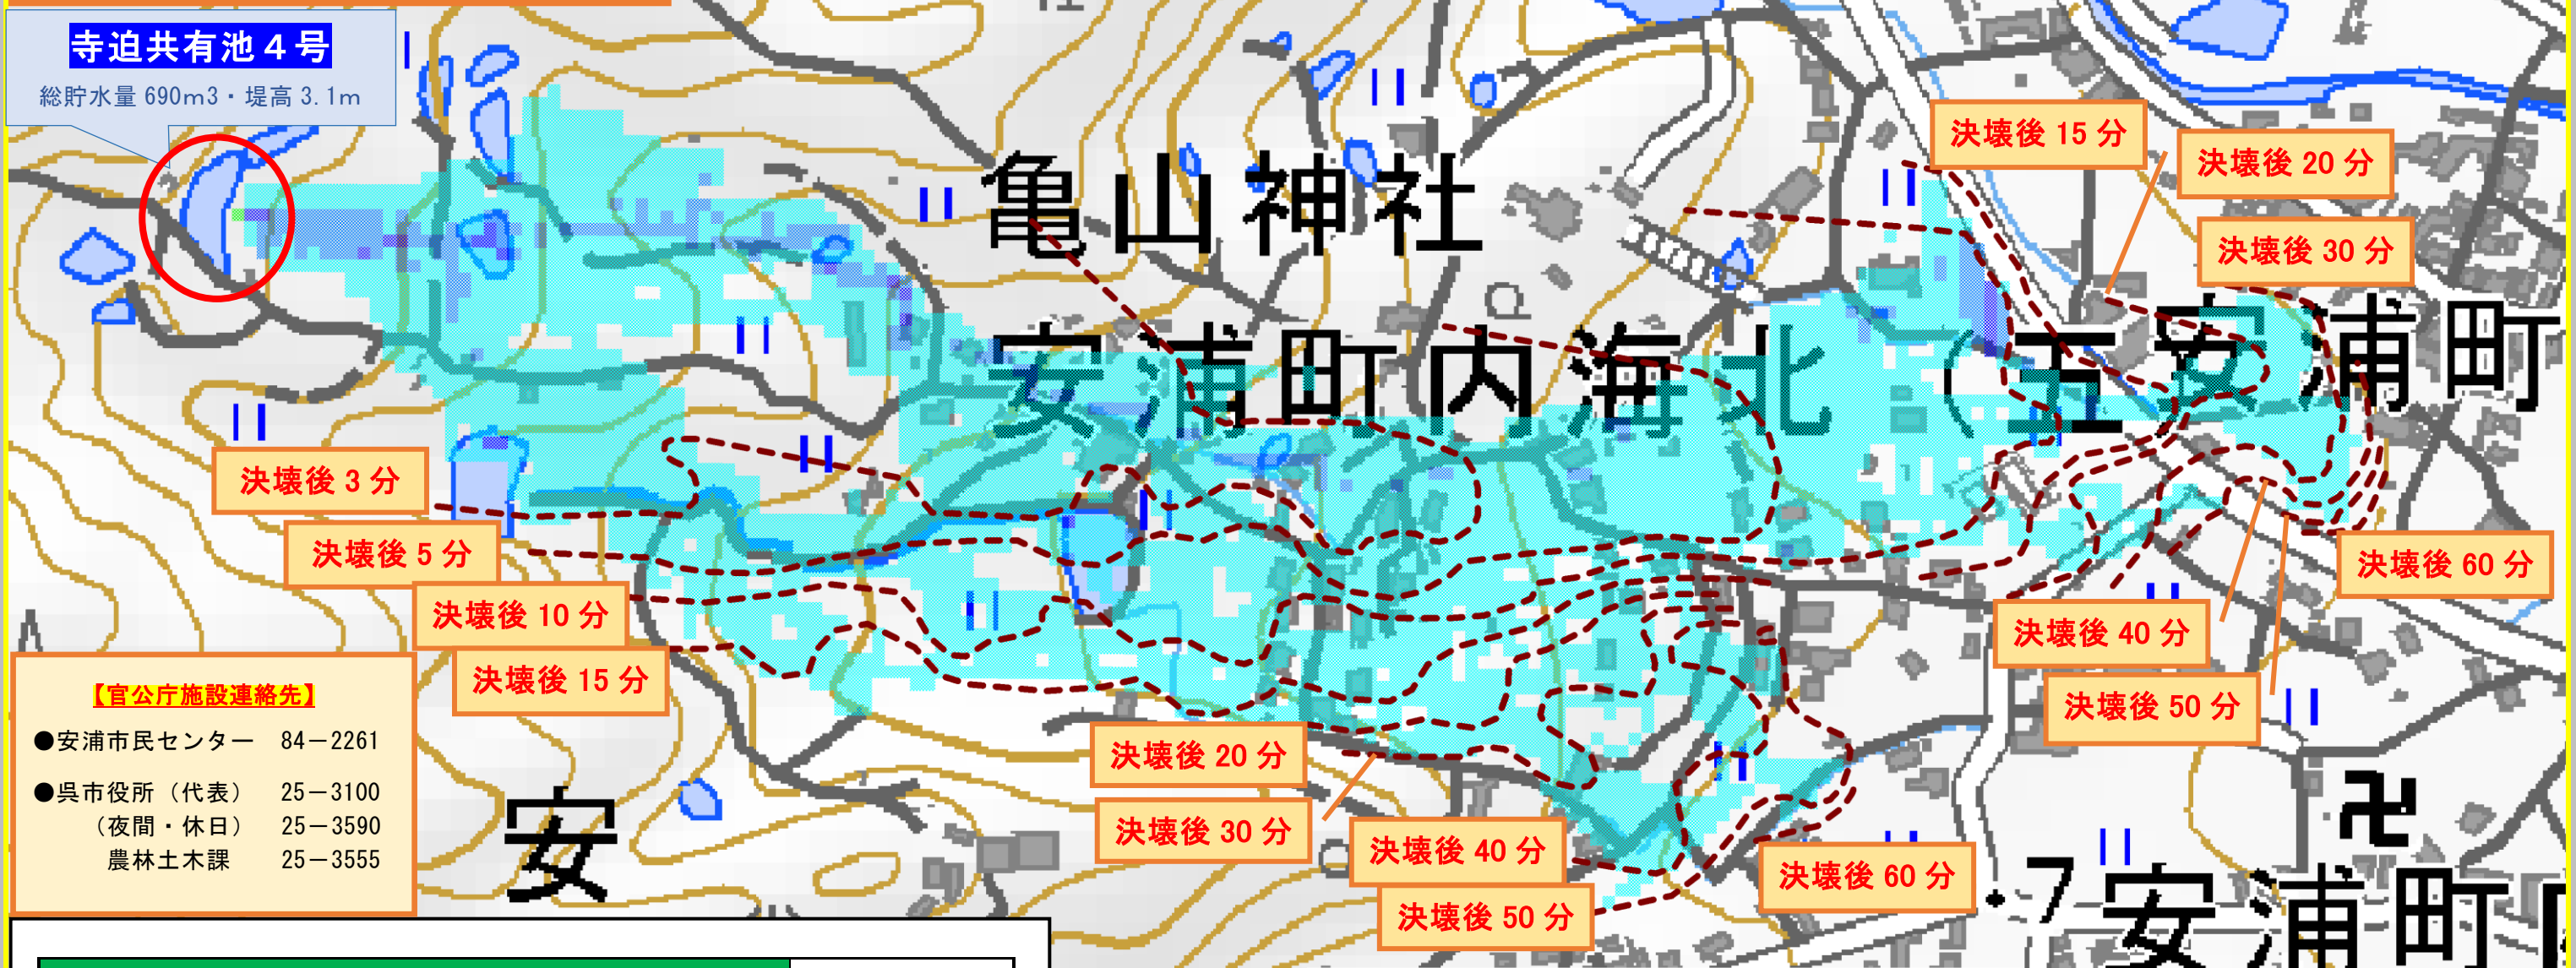 寺迫共有池４号
総貯水量 690m3・堤高 3.1m
決壊後 15 分
決壊後 20 分
決壊後 30 分
亀山神社
安浦町内海北（五
安浦町
決壊後 3 分
決壊後 5 分
決壊後 10 分
決壊後 15 分
決壊後 60 分
決壊後 40 分
決壊後 50 分
【官公庁施設連絡先】
●安浦市民センター 84－2261
●呉市役所（代表） 25－3100
（夜間・休日） 25－3590
農林土木課 25－3555
安
決壊後 20 分
決壊後 30 分
決壊後 40 分
決壊後 50 分
決壊後 60 分
・7
安浦町